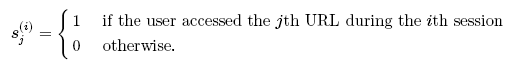 s_j^{(i)} = { 1 if the user accessed the jth URL during the ith session
0 otherwise.